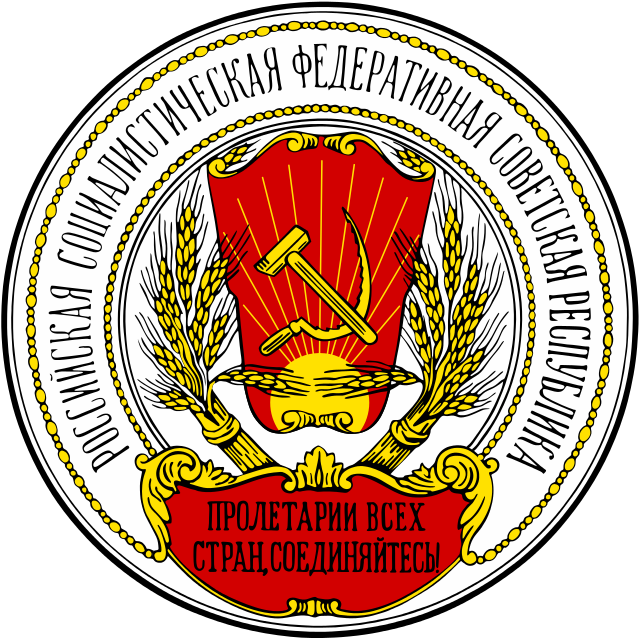 РОССИЙСКАЯ СОЦИАЛИСТИЧЕСКАЯ ФЕДЕРАТИВНАЯ СОВЕТСКАЯ РЕСПУБЛИКА
ПРОЛЕТАРИИ ВСЕХ
СТРАН, СОЕДИНЯЙТЕСЬ!